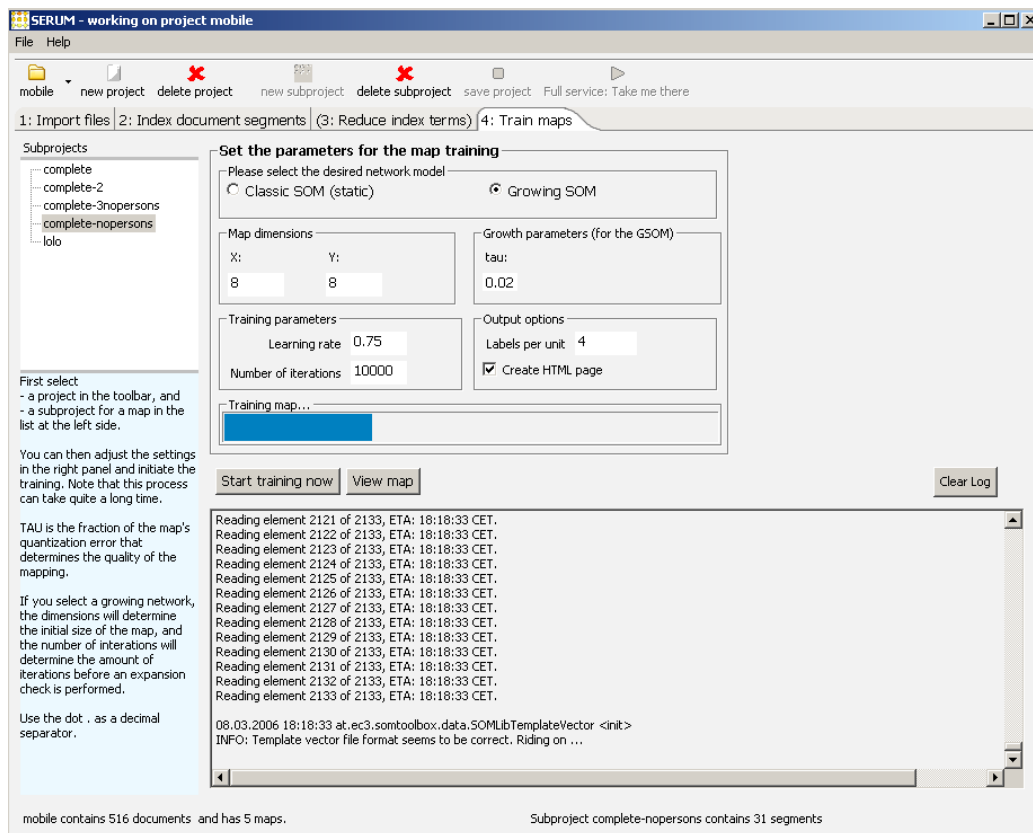 SERUM - working on project mobile
File Help
mobile new project delete project new subproject delete subproject save project Full service: Take me there
1: Import files 2: Index document segments (3: Reduce index terms) 4: Train maps
Subprojects
complete
complete-2
complete-3nopersons
complete-nopersons
lolo
First select
- a project in the toolbar, and
- a subproject for a map in the
list at the left side.
You can then adjust the settings
in the right panel and initiate the
training. Note that this process
can take quite a long time.
TAU is the fraction of the map's
quantization error that
determines the quality of the
mapping.
If you select a growing network,
the dimensions will determine
the initial size of the map, and
the number of interations will
determine the amount of
iterations before an expansion
check is performed.
Use the dot . as a decimal
separator.
Set the parameters for the map training
Please select the desired network model
Classic SOM (static) Growing SOM
Map dimensions
X: Y:
8 8
Growth parameters (for the GSOM)
tau:
0.02
Training parameters
Learning rate 0.75
Number of iterations 10000
Output options
Labels per unit 4
Create HTML page
Training map...
Start training now View map Clear Log
Reading element 2121 of 2133, ETA: 18:18:33 CET.
Reading element 2122 of 2133, ETA: 18:18:33 CET.
Reading element 2123 of 2133, ETA: 18:18:33 CET.
Reading element 2124 of 2133, ETA: 18:18:33 CET.
Reading element 2125 of 2133, ETA: 18:18:33 CET.
Reading element 2126 of 2133, ETA: 18:18:33 CET.
Reading element 2127 of 2133, ETA: 18:18:33 CET.
Reading element 2128 of 2133, ETA: 18:18:33 CET.
Reading element 2129 of 2133, ETA: 18:18:33 CET.
Reading element 2130 of 2133, ETA: 18:18:33 CET.
Reading element 2131 of 2133, ETA: 18:18:33 CET.
Reading element 2132 of 2133, ETA: 18:18:33 CET.
Reading element 2133 of 2133, ETA: 18:18:33 CET.
08.03.2006 18:18:33 at.ec3.somtoolbox.data.SOMLibTemplateVector <init>
INFO: Template vector file format seems to be correct. Riding on ...
mobile contains 516 documents and has 5 maps. Subproject complete-nopersons contains 31 segments